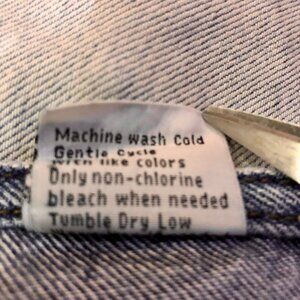 Machine Wash Cold
Gentle Cycle
With like colors
Only non-chlorine
bleach when needed
Tumble Dry Low